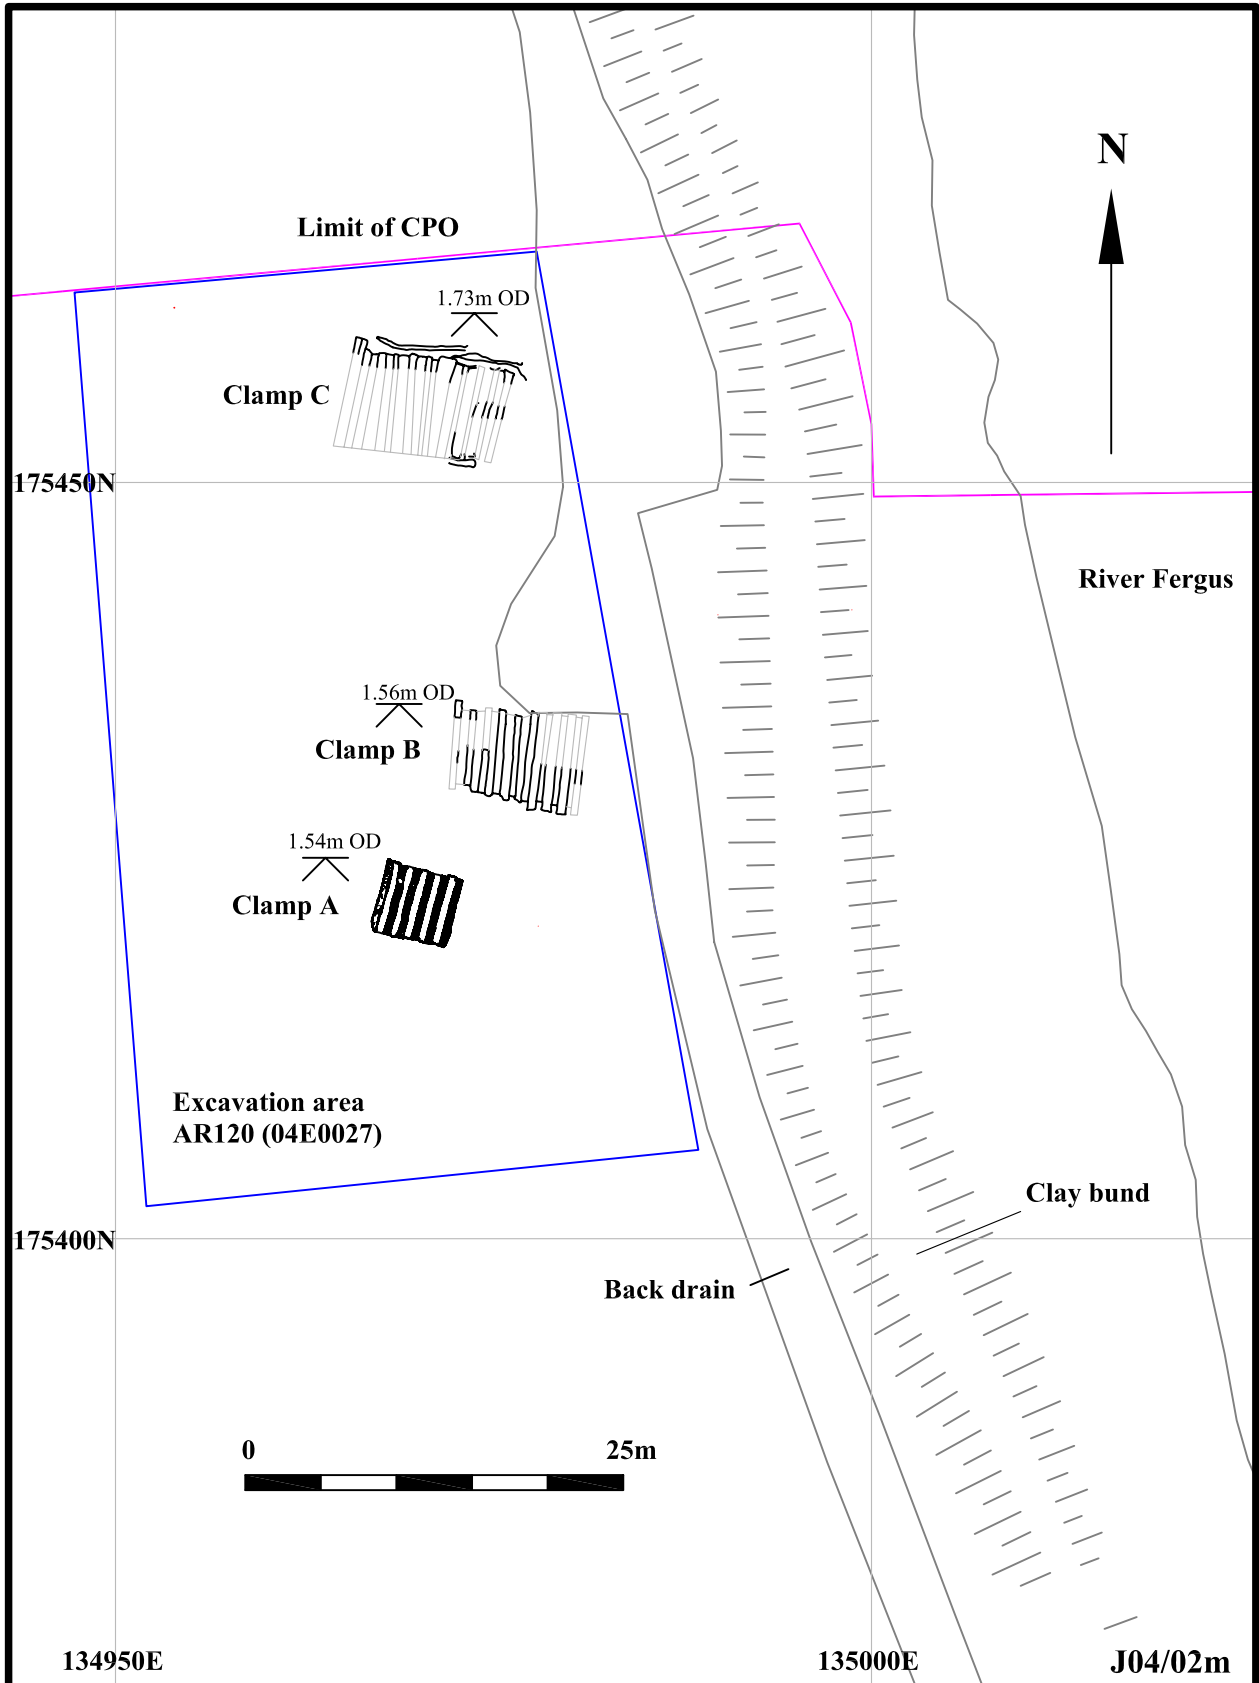 N
Limit of CPO
1.73m OD
Clamp C
175450N
River Fergus
1.56m OD
Clamp B
1.54m OD
Clamp A
Excavation area
AR120 (04E0027)
Clay bund
175400N
Back drain
0 25m
134950E 135000E J04/02m